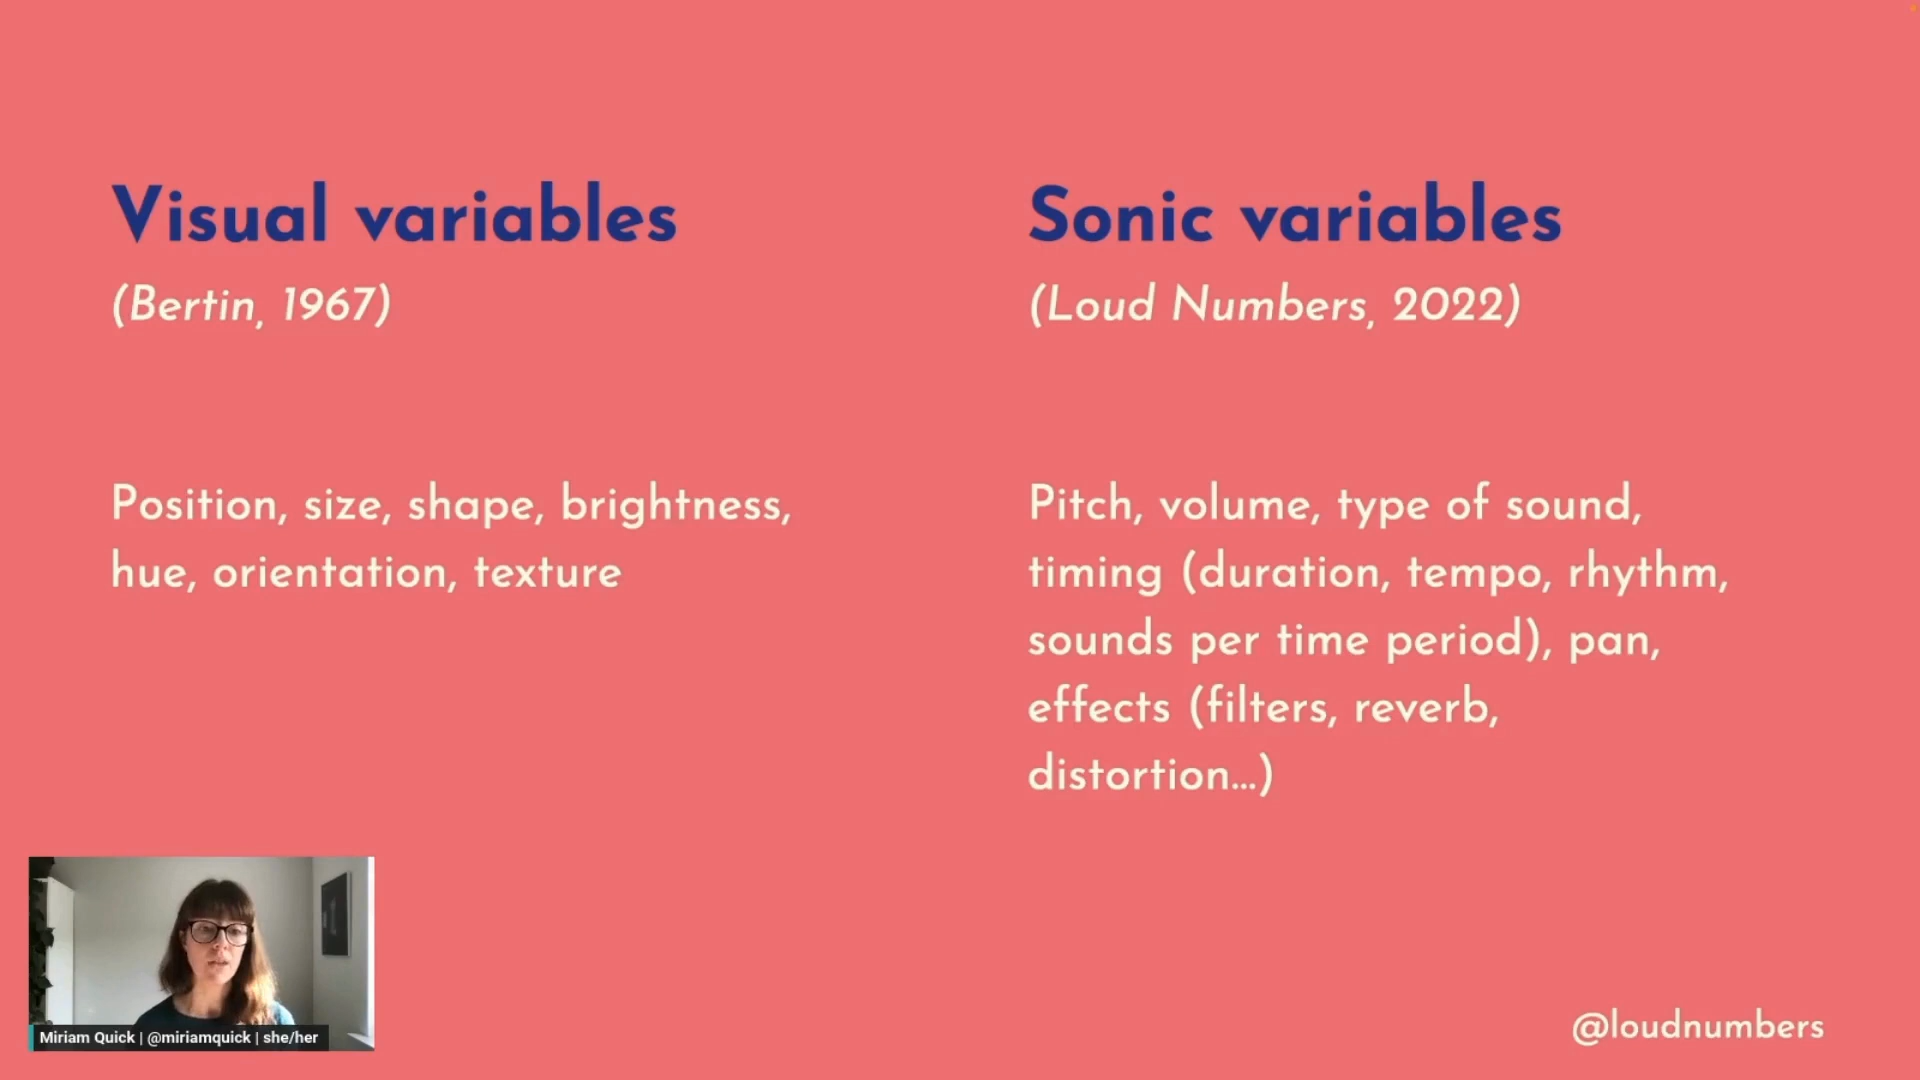 Visual variables
(Bertin, 1967)
Position, size, shape, brightness,
hue, orientation, texture
Sonic variables
(Loud Numbers, 2022)
Pitch, volume, type of sound,
timing (duration, tempo, rhythm,
sounds per time period), pan,
effects (filters, reverb,
distortion...)
Miriam Quick | @miriamquick | she/her
@loudnumbers